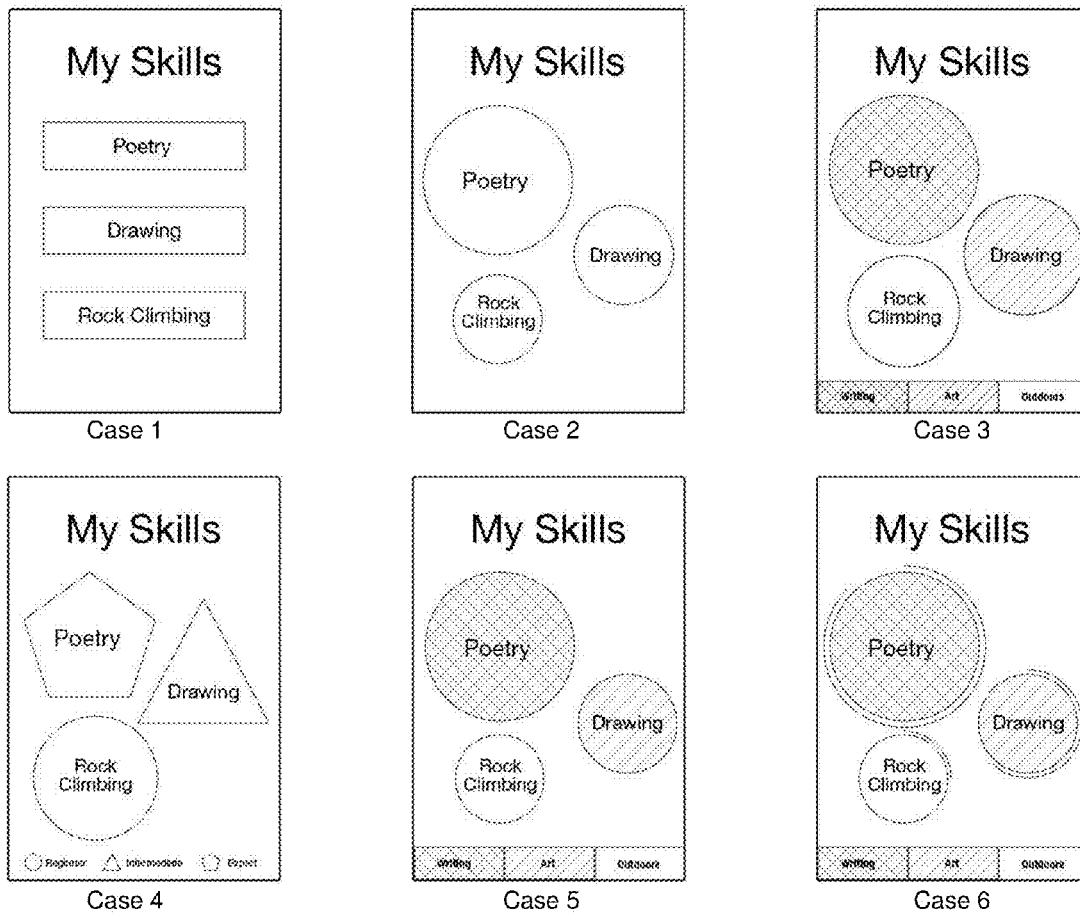 My Skills
Poetry
Drawing
Rock Climbing
Case 1
My Skills
Poetry
Drawing
Rock
Climbing
Case 2
My Skills
Poetry
Drawing
Rock
Climbing
Writing Art Outdoors
Case 3
My Skills
Poetry
Drawing
Rock
Climbing
Beginner Intermediate Expert
Case 4
My Skills
Poetry
Drawing
Rock
Climbing
Writing Art Outdoors
Case 5
My Skills
Poetry
Drawing
Rock
Climbing
Writing Art Outdoors
Case 6